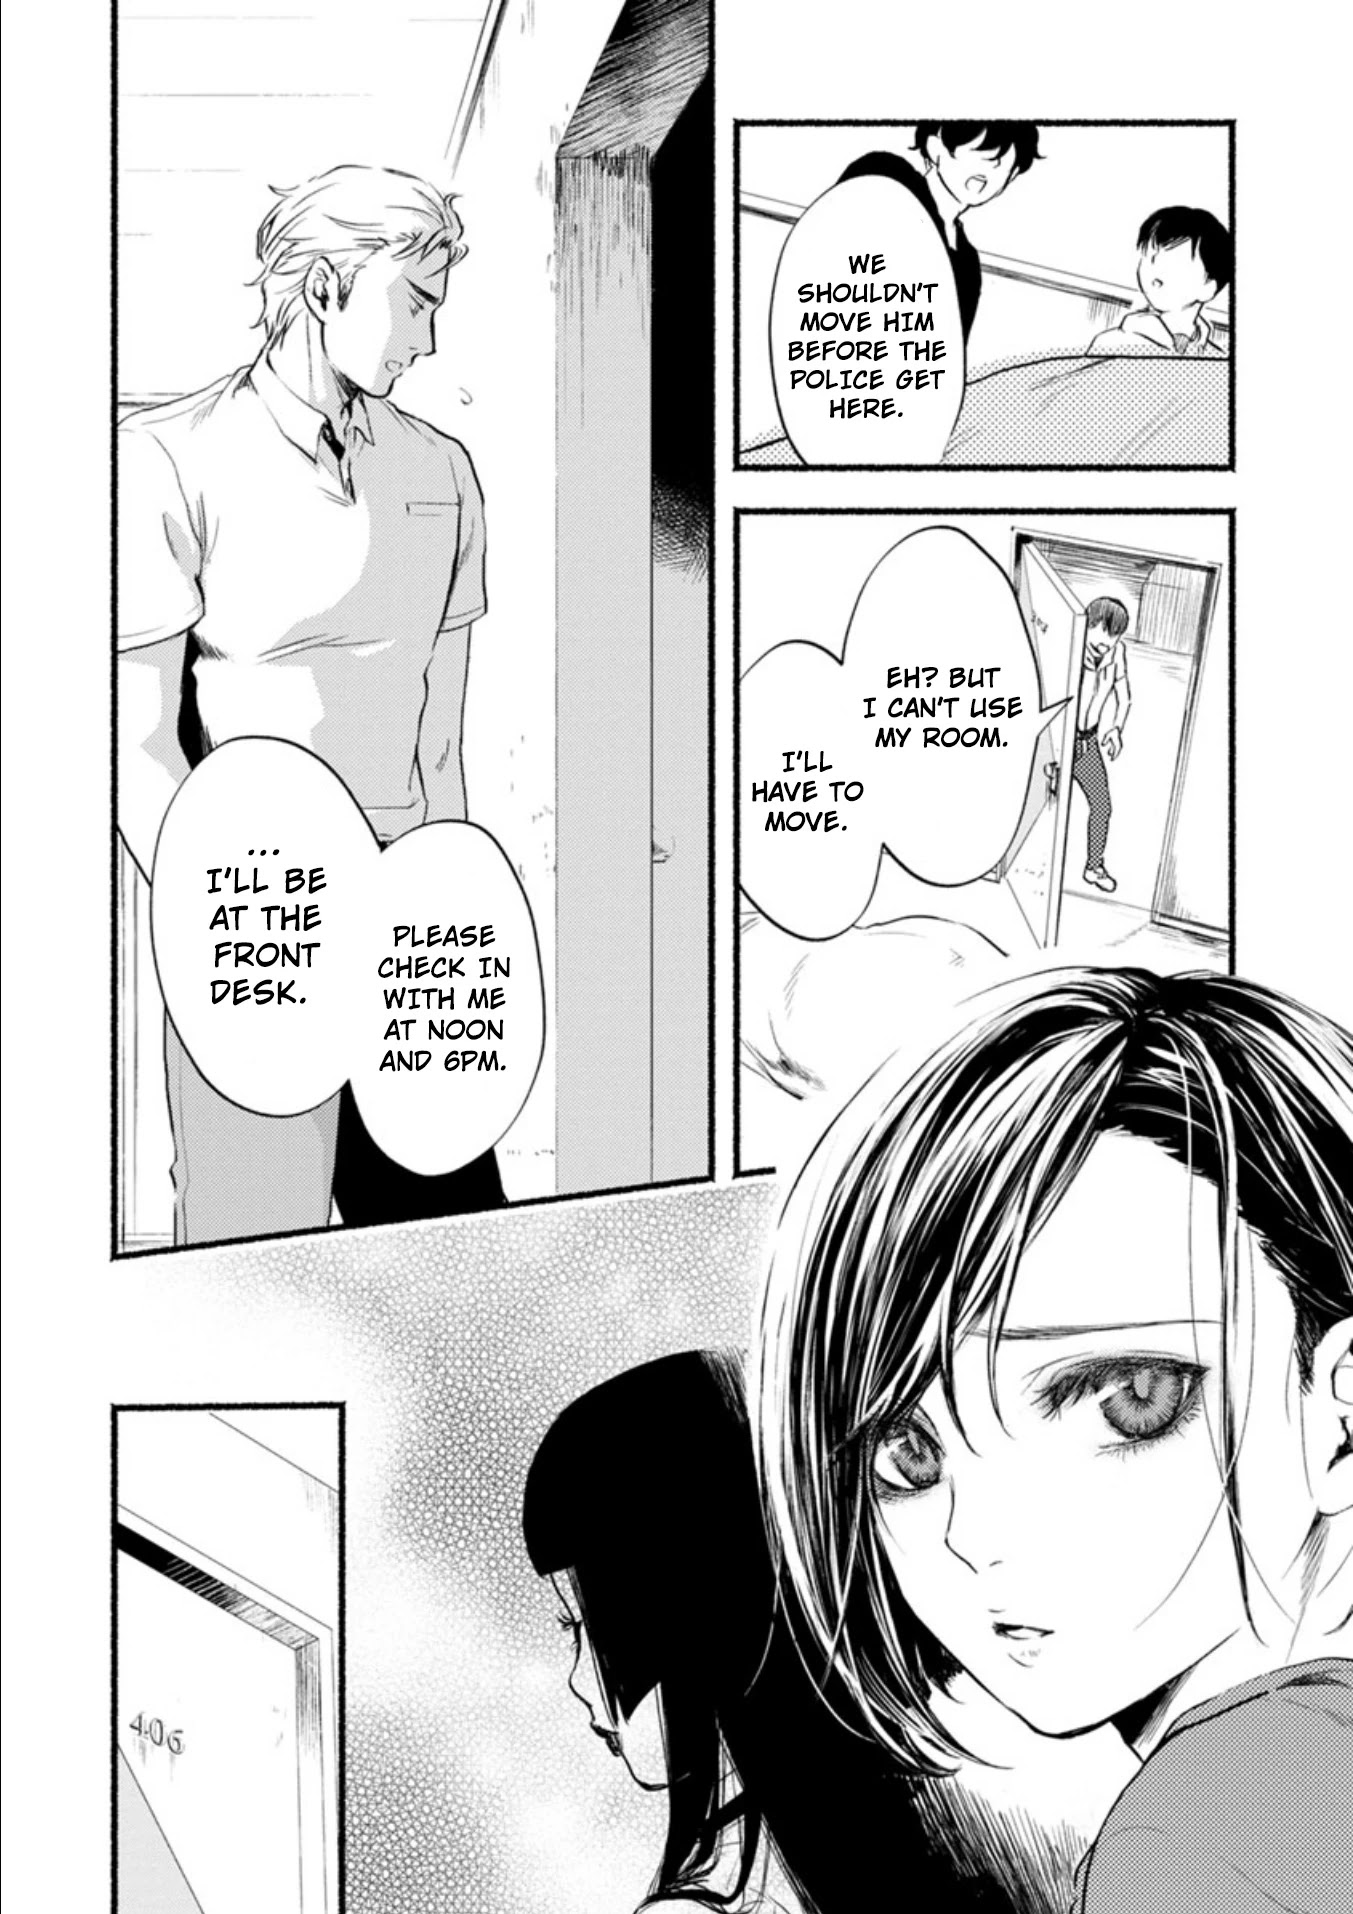 WE
SHOULDN'T
MOVE HIM
BEFORE THE
POLICE GET
HERE.
EH? BUT
I CAN'T USE
MY ROOM.
I'LL
HAVE TO
MOVE.
PLEASE
CHECK IN
WITH ME
AT NOON
AND 6PM.
...
I'LL BE
AT THE
FRONT
DESK.
406